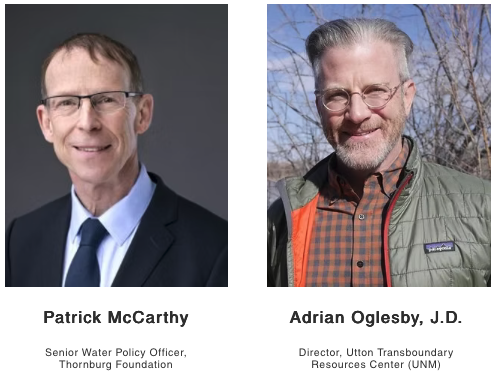 patagonia
Patrick McCarthy
Adrian Oglesby, J.D.
Senior Water Policy Officer,
Thornburg Foundation
Director, Utton Transboundary
Resources Center (UNM)